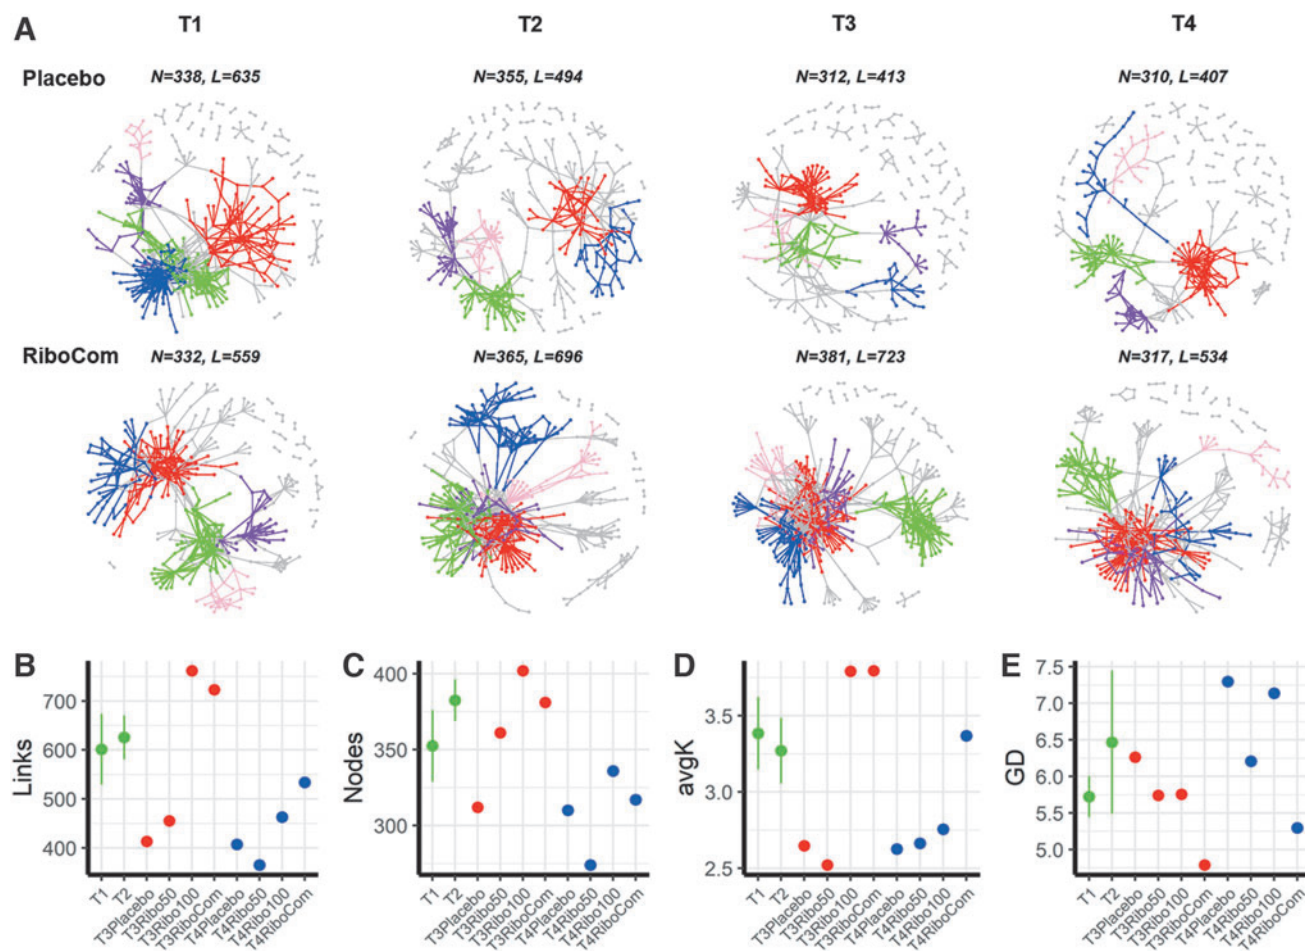 A
T1 T2 T3 T4
Placebo N=338, L=635 N=355, L=494 N=312, L=413 N=310, L=407
RiboCom N=332, L=559 N=365, L=696 N=381, L=723 N=317, L=534
B
Links
700
600
500
400
T1 T2 T3Placebo T3Ribo50 T3Ribo100 T3RiboCom T4Placebo T4Ribo50 T4Ribo100 T4RiboCom
C
Nodes
400
350
300
T1 T2 T3Placebo T3Ribo50 T3Ribo100 T3RiboCom T4Placebo T4Ribo50 T4Ribo100 T4RiboCom
D
avgK
3.5
3.0
2.5
T1 T2 T3Placebo T3Ribo50 T3Ribo100 T3RiboCom T4Placebo T4Ribo50 T4Ribo100 T4RiboCom
E
GD
7.5
7.0
6.5
6.0
5.5
5.0
T1 T2 T3Placebo T3Ribo50 T3Ribo100 T3RiboCom T4Placebo T4Ribo50 T4Ribo100 T4RiboCom